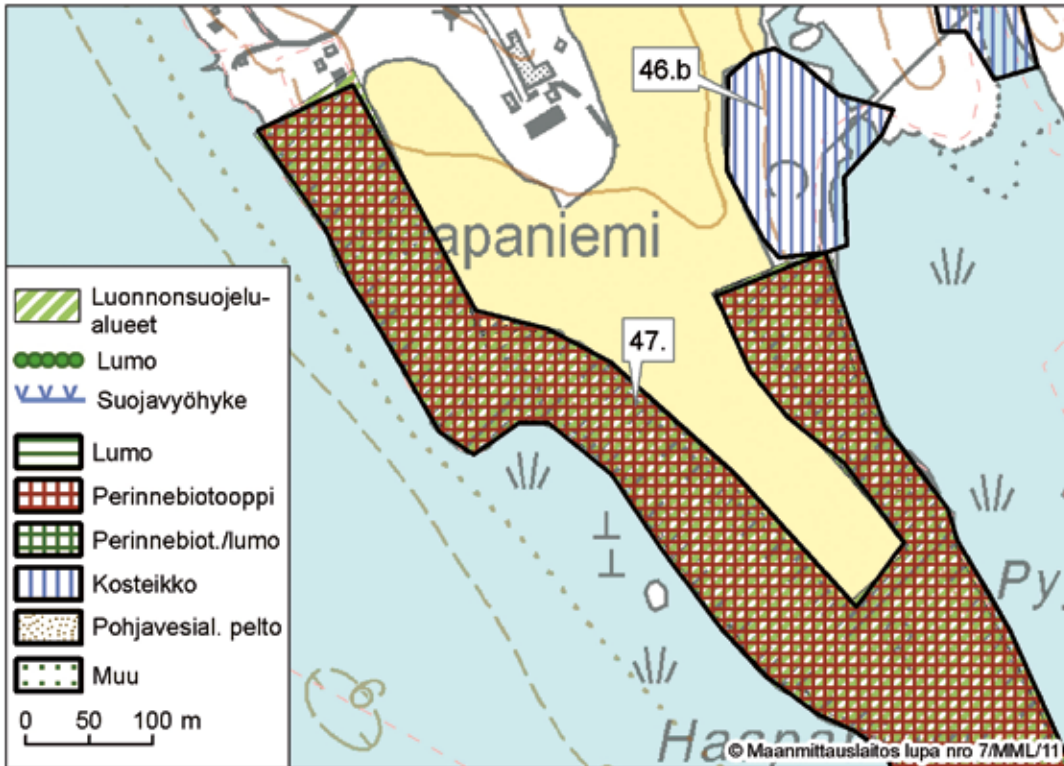 46.b
apaniemi
47.
Luonnonsuojelu-
alueet
Lumo
Suojavyöhyke
Lumo
Perinnebiotooppi
Perinnebiot./lumo
Kosteikko
Pohjavesial. pelto
Muu
0 50 100 m
Py
© Maanmittauslaitos lupa nro 7/MML/11